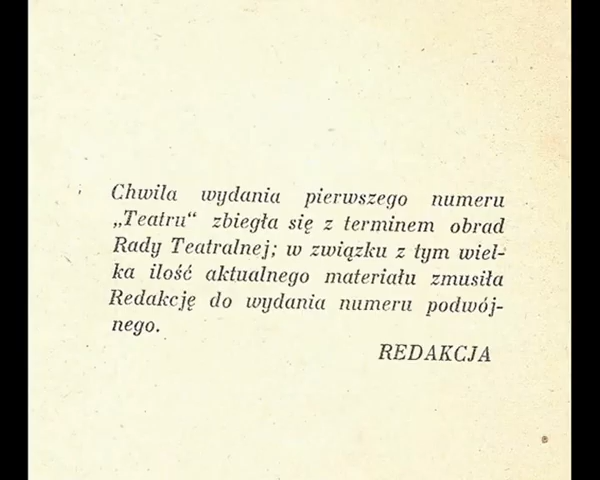 Chwila wydania pierwszego numeru
„Teatru“ zbiegła się z terminem obrad
Rady Teatralnej; w związku z tym wiel-
ka ilość aktualnego materiału zmusiła
Redakcję do wydania numeru podwój-
nego.
REDAKCJA